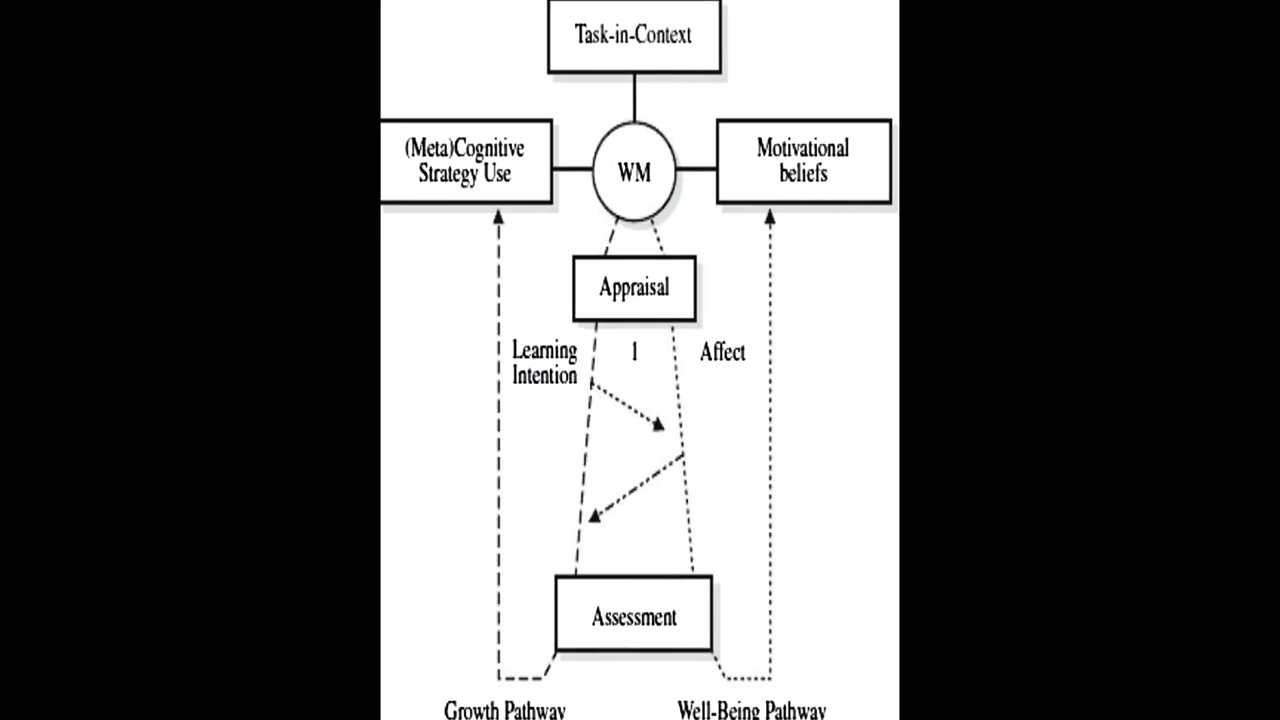 Task-in-Context
(Meta)Cognitive
Strategy Use
WM
Motivational
beliefs
Appraisal
Learning
Intention
1
Affect
Assessment
Growth Pathway
Well-Being Pathway